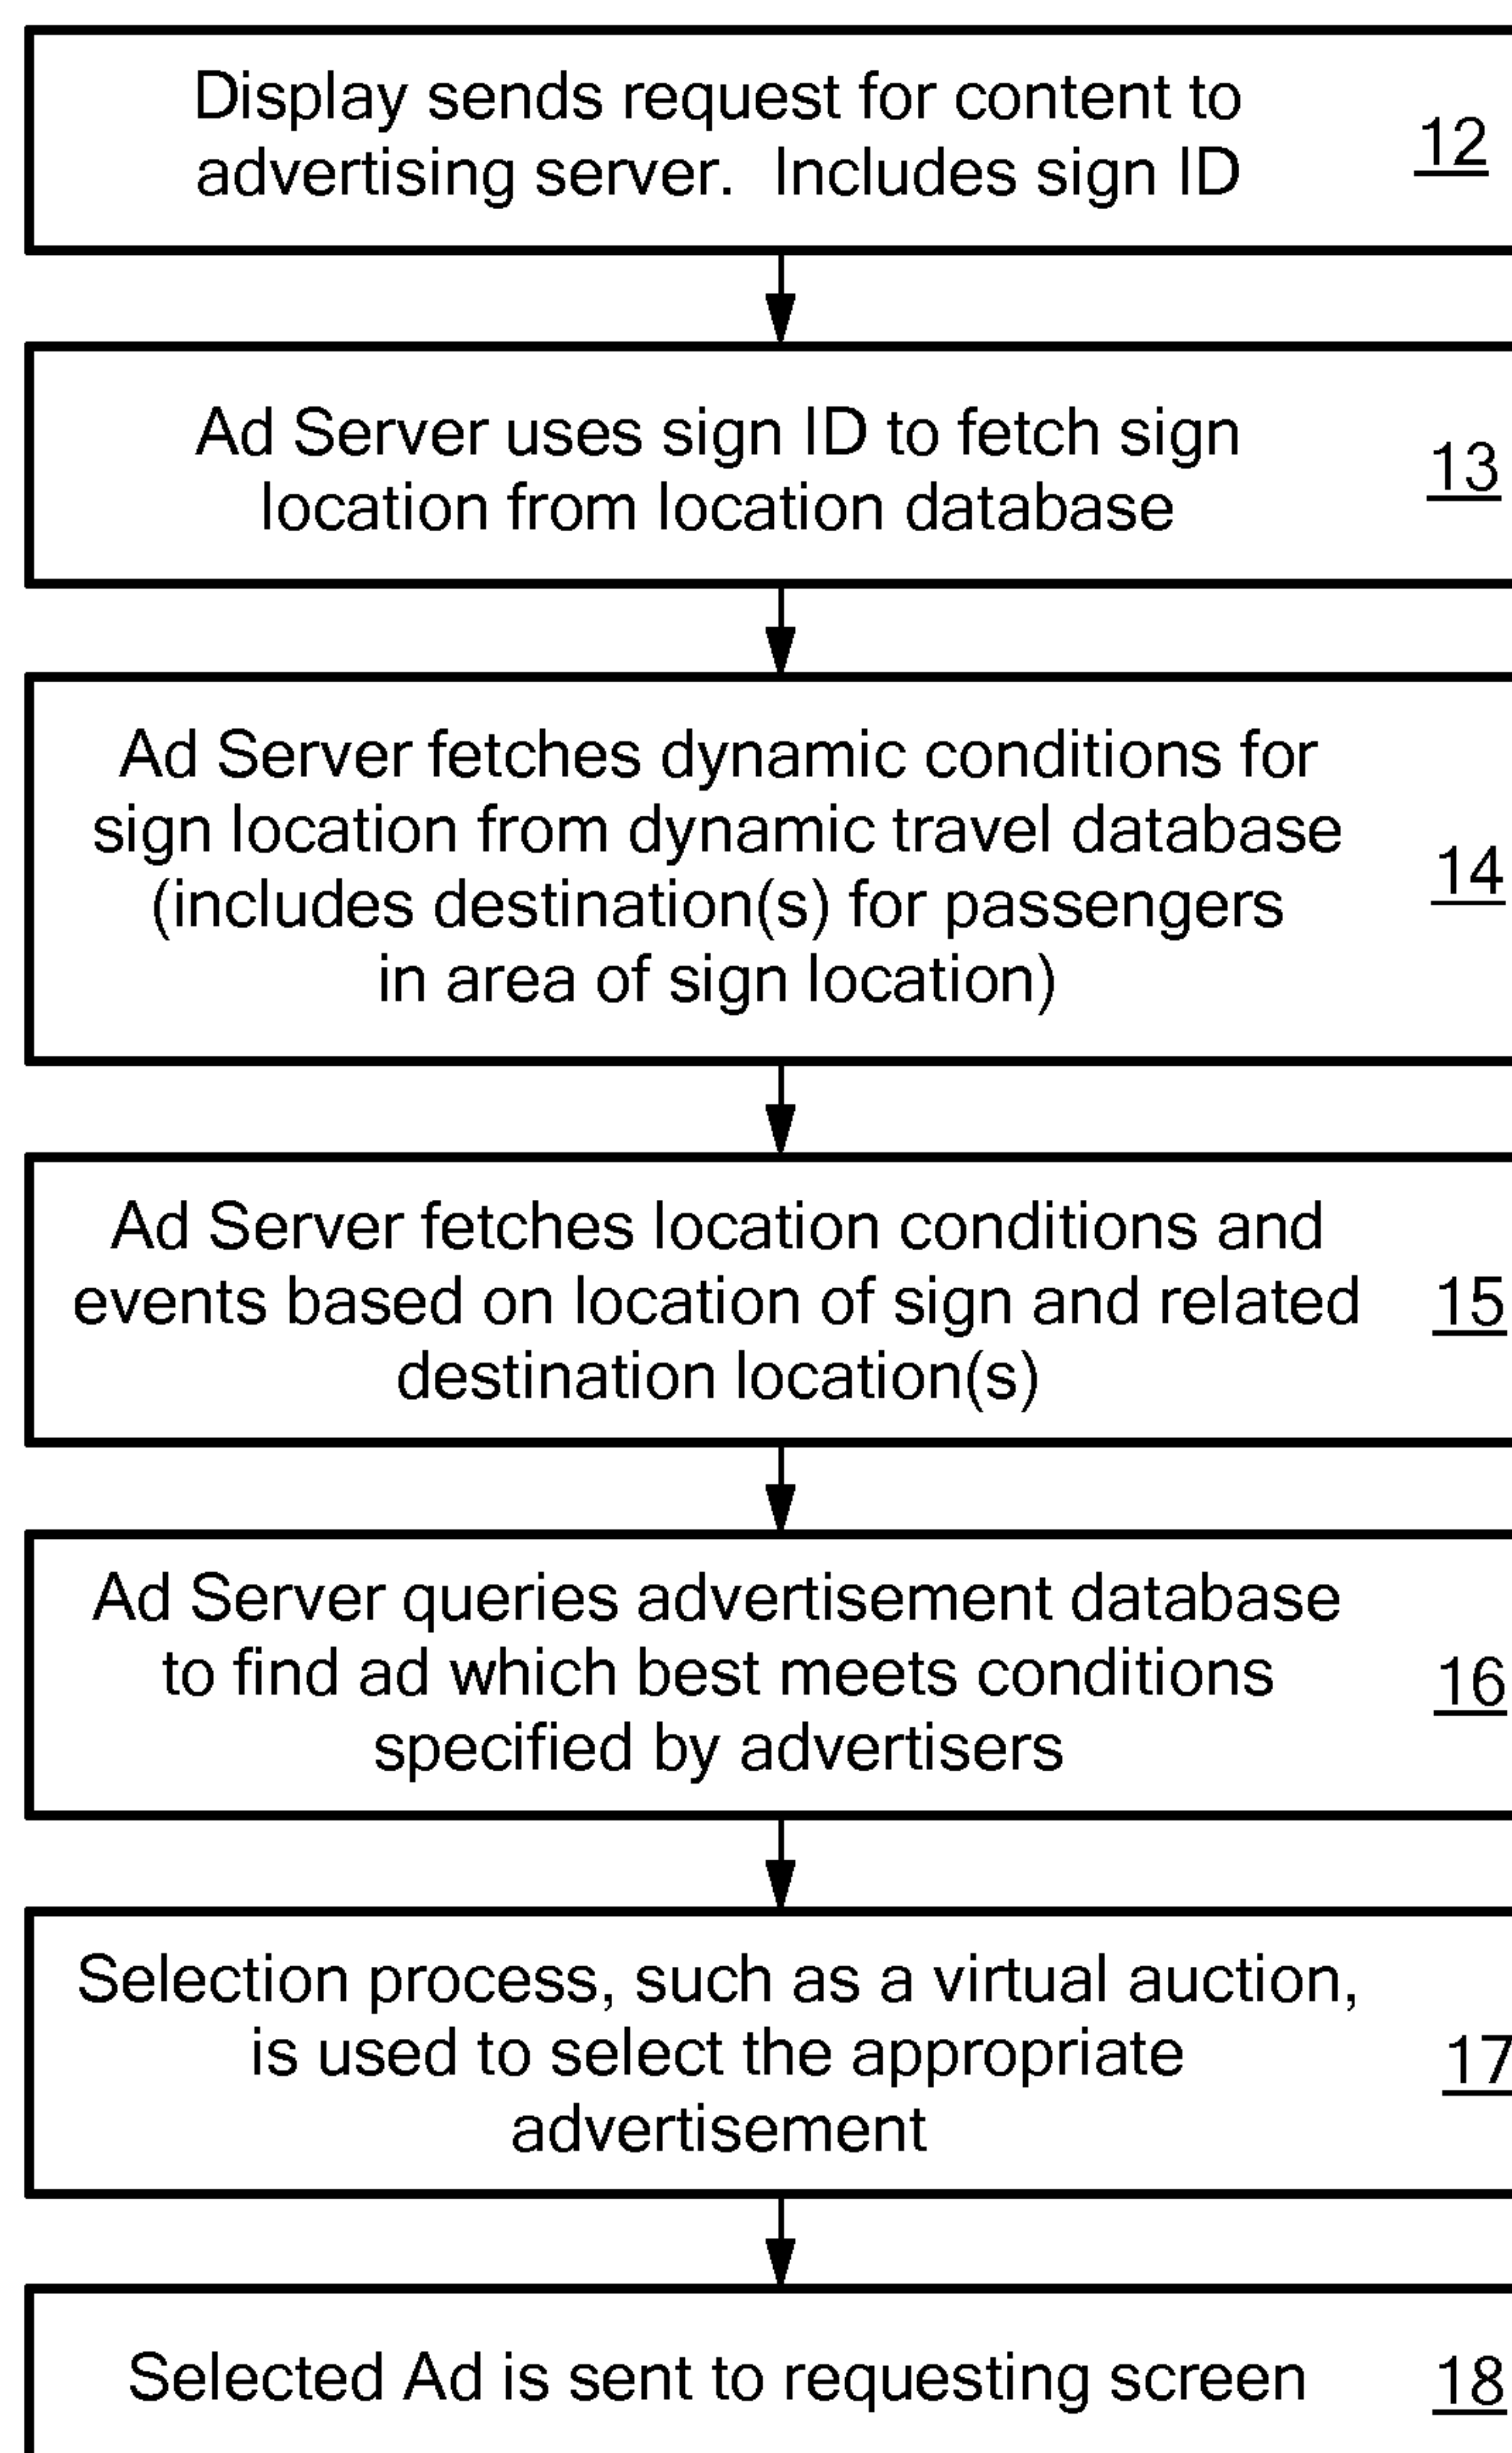 Display sends request for content to
advertising server. Includes sign ID
12
Ad Server uses sign ID to fetch sign
location from location database
13
Ad Server fetches dynamic conditions for
sign location from dynamic travel database
(includes destination(s) for passengers
in area of sign location)
14
Ad Server fetches location conditions and
events based on location of sign and related
destination location(s)
15
Ad Server queries advertisement database
to find ad which best meets conditions
specified by advertisers
16
Selection process, such as a virtual auction,
is used to select the appropriate
advertisement
17
Selected Ad is sent to requesting screen
18